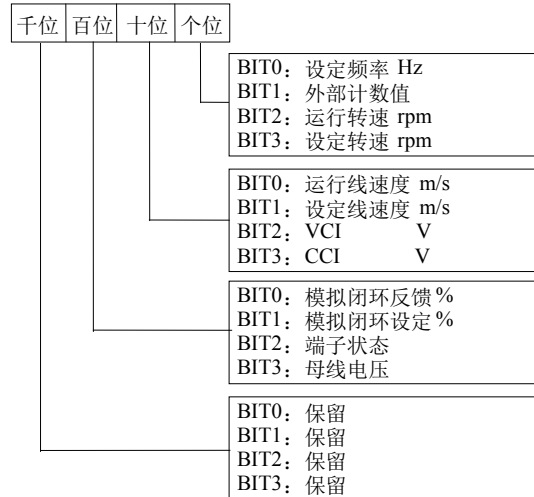 千位 百位 十位 个位
BIT0：设定频率 Hz
BIT1：外部计数值
BIT2：运行转速 rpm
BIT3：设定转速 rpm
BIT0：运行线速度 m/s
BIT1：设定线速度 m/s
BIT2：VCI V
BIT3：CCI V
BIT0：模拟闭环反馈%
BIT1：模拟闭环设定%
BIT2：端子状态
BIT3：母线电压
BIT0：保留
BIT1：保留
BIT2：保留
BIT3：保留